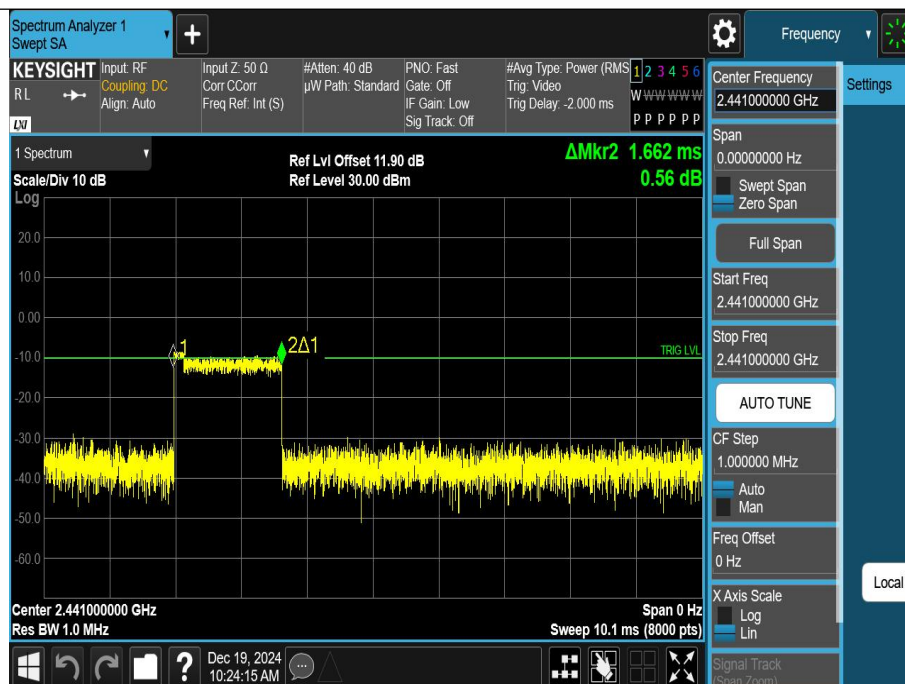 Spectrum Analyzer 1
Swept SA
Frequency
KEYSIGHT
RL
LXI
Input: RF
Coupling: DC
Align: Auto
Input Z: 50 Ω
Corr CCorr
Freq Ref: Int (S)
#Atten: 40 dB
µW Path: Standard
PNO: Fast
Gate: Off
IF Gain: Low
Sig Track: Off
#Avg Type: Power (RMS
Trig: Video
Trig Delay: -2.000 ms
1 2 3 4 5 6
W W W W W W
P P P P P P
1 Spectrum
Scale/Div 10 dB
Log
Ref Lvl Offset 11.90 dB
Ref Level 30.00 dBm
ΔMkr2 1.662 ms
0.56 dB
20.0
10.0
0.00
-10.0
-20.0
-30.0
-40.0
-50.0
-60.0
1
2Δ1
TRIG LVL
Center 2.441000000 GHz
Res BW 1.0 MHz
Span 0 Hz
Sweep 10.1 ms (8000 pts)
?
Dec 19, 2024
10:24:15 AM
Center Frequency
2.441000000 GHz
Span
0.00000000 Hz
Swept Span
Zero Span
Full Span
Start Freq
2.441000000 GHz
Stop Freq
2.441000000 GHz
AUTO TUNE
CF Step
1.000000 MHz
Auto
Man
Freq Offset
0 Hz
X Axis Scale
Log
Lin
Signal Track
(Span Zoom)
Settings
Local